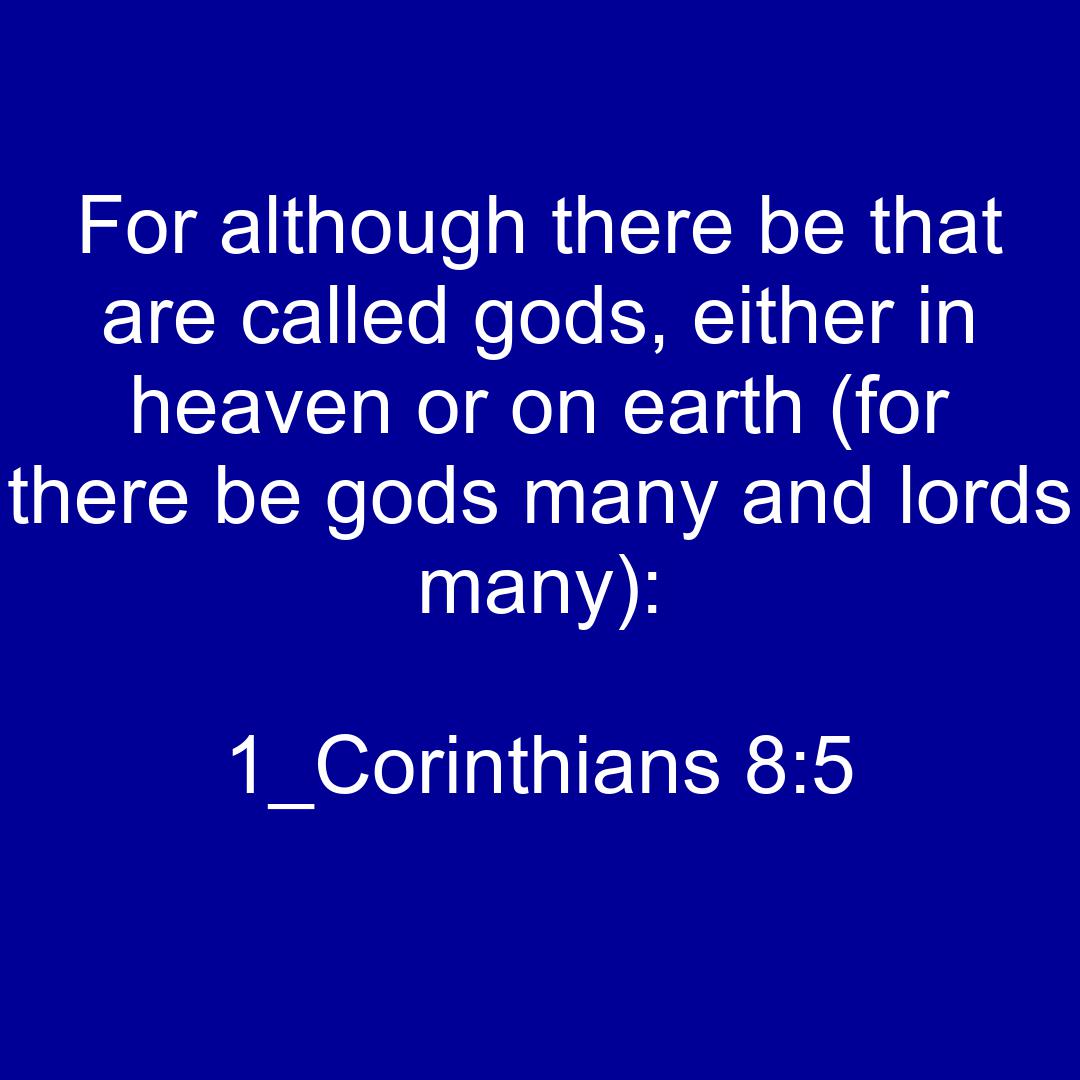 For although there be that
are called gods, either in
heaven or on earth (for
there be gods many and lords
many):
1_Corinthians 8:5